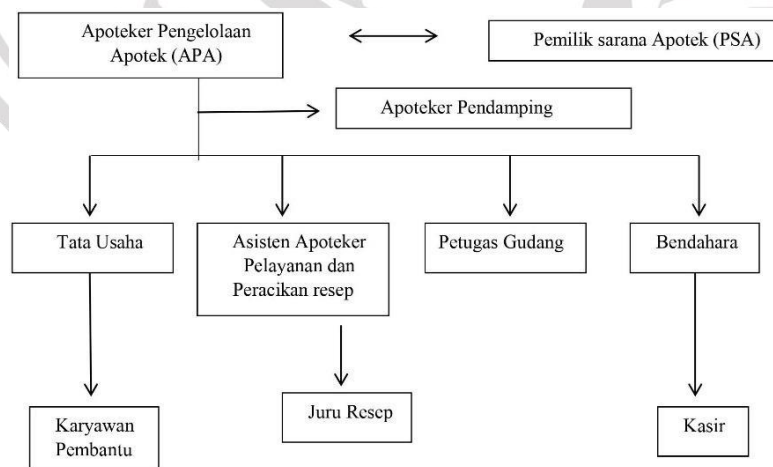 Apoteker Pengelolaan
Apotek (APA)
Pemilik sarana Apotek (PSA)
Apoteker Pendamping
Tata Usaha
Asisten Apoteker
Pelayanan dan
Peracikan resep
Petugas Gudang
Bendahara
Karyawan
Pembantu
Juru Resep
Kasir